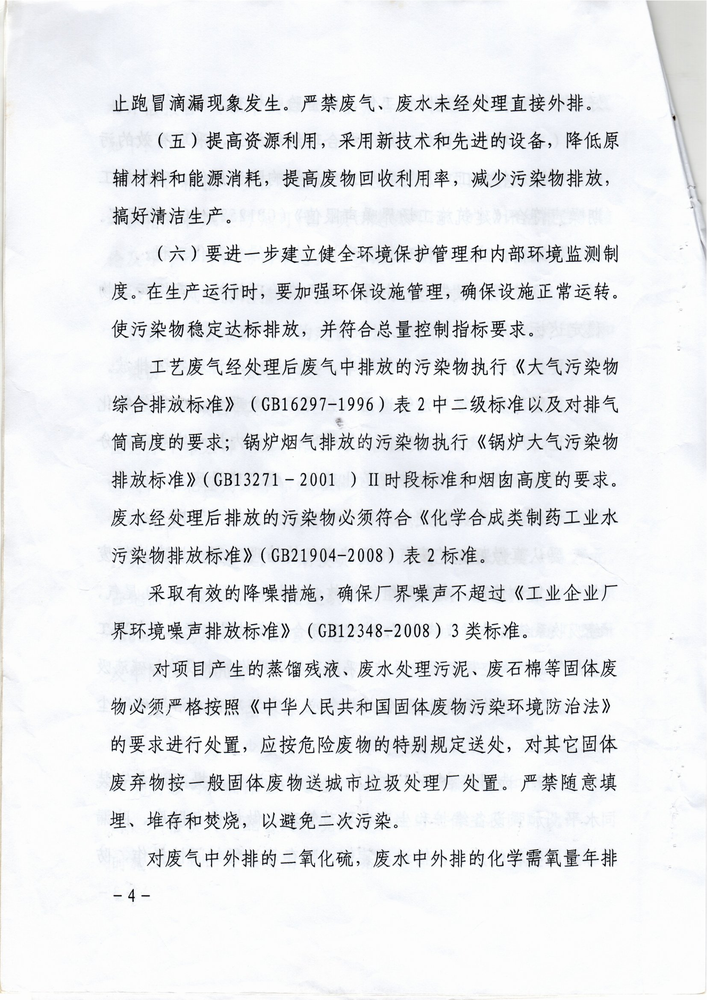 止跑冒滴漏现象发生。严禁废气、废水未经处理直接外排。
（五）提高资源利用，采用新技术和先进的设备，降低原
辅材料和能源消耗，提高废物回收利用率，减少污染物排放，
搞好清洁生产。
（六）要进一步建立健全环境保护管理和内部环境监测制
度。在生产运行时，要加强环保设施管理，确保设施正常运转。
使污染物稳定达标排放，并符合总量控制指标要求。
工艺废气经处理后废气中排放的污染物执行《大气污染物
综合排放标准》（GB16297-1996）表 2 中二级标准以及对排气
筒高度的要求；锅炉烟气排放的污染物执行《锅炉大气污染物
排放标准》（GB13271-2001 ）II 时段标准和烟囱高度的要求。
废水经处理后排放的污染物必须符合《化学合成类制药工业水
污染物排放标准》（GB21904-2008）表 2 标准。
采取有效的降噪措施，确保厂界噪声不超过《工业企业厂
界环境噪声排放标准》（GB12348-2008）3 类标准。
对项目产生的蒸馏残液、废水处理污泥、废石棉等固体废
物必须严格按照《中华人民共和国固体废物污染环境防治法》
的要求进行处置，应按危险废物的特别规定送处，对其它固体
废弃物按一般固体废物送城市垃圾处理厂处置。严禁随意填
埋、堆存和焚烧，以避免二次污染。
对废气中外排的二氧化硫，废水中外排的化学需氧量年排
- 4 -